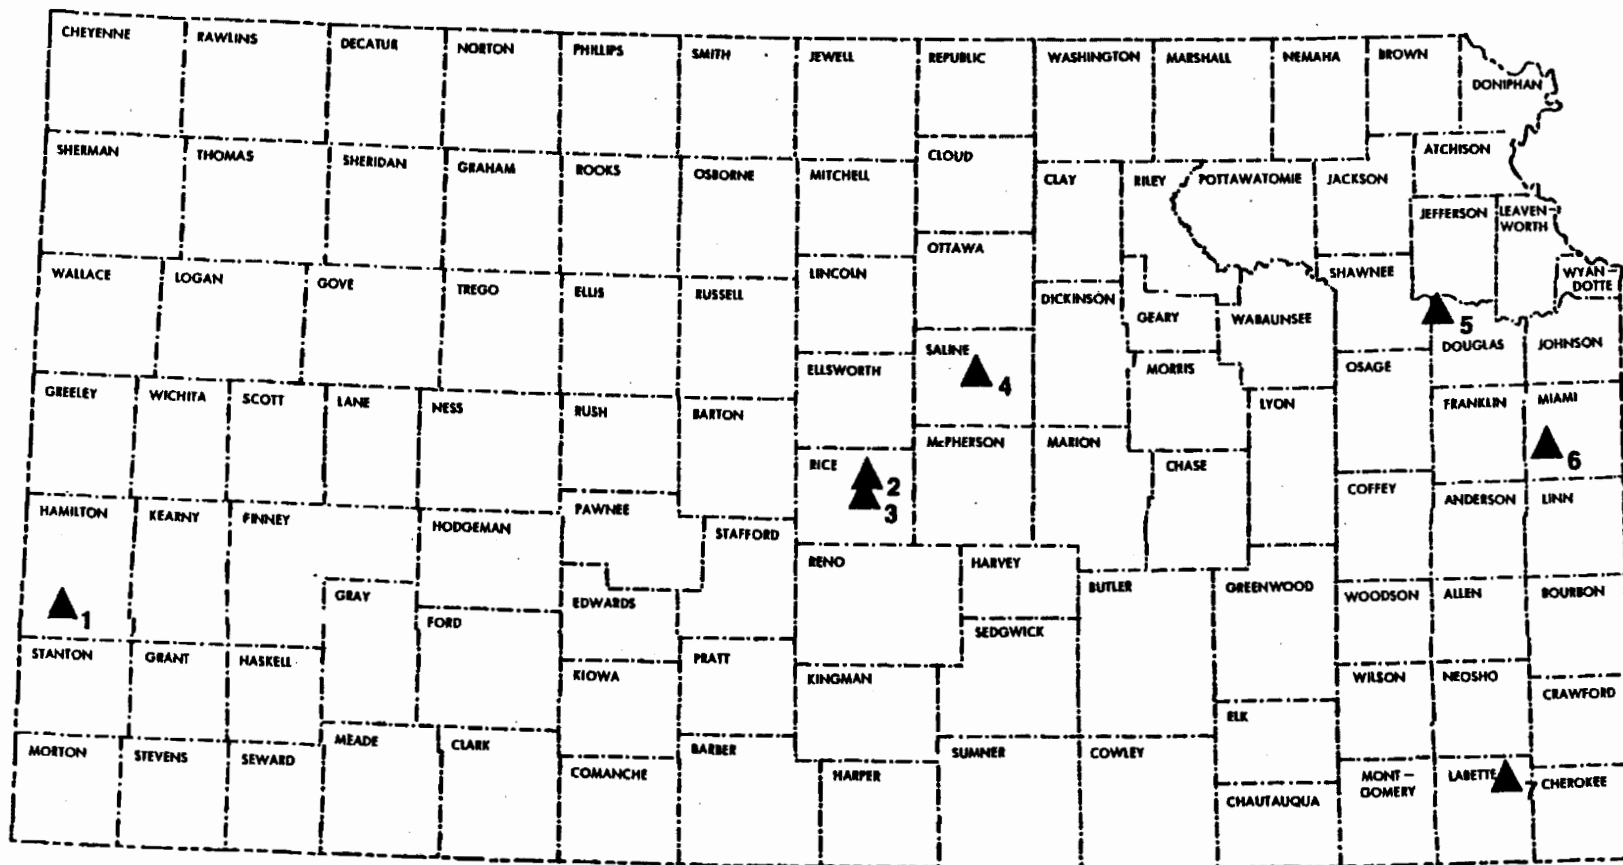 CHEYENNE
RAWLINS
DECATUR
NORTON
PHILLIPS
SMITH
JEWELL
REPUBLIC
WASHINGTON
MARSHALL
NEMAHA
BROWN
DONIPHAN
SHERMAN
THOMAS
SHERIDAN
GRAHAM
ROOKS
OSBORNE
MITCHELL
CLOUD
CLAY
RILEY
POTTAWATOMIE
JACKSON
ATCHISON
JEFFERSON
LEAVEN-
WORTH
WYAN-
DOTTE
WALLACE
LOGAN
GOVE
TREGO
ELLIS
RUSSELL
LINCOLN
OTTAWA
DICKINSON
GEARY
WABAUNSEE
SHAWNEE
5
DOUGLAS
JOHNSON
GREELEY
WICHITA
SCOTT
LANE
NESS
RUSH
BARTON
ELLSWORTH
SALINE
4
MORRIS
LYON
OSAGE
FRANKLIN
MIAMI
6
RICE
2
3
McPHERSON
MARION
CHASE
COFFEY
ANDERSON
LINN
HAMILTON
1
KEARNY
FINNEY
HODGEMAN
PAWNEE
STAFFORD
RENO
HARVEY
BUTLER
GREENWOOD
WOODSON
ALLEN
BOURBON
GRAY
FORD
EDWARDS
SEDGWICK
STANTON
GRANT
HASKELL
KIOWA
PRATT
KINGMAN
ELK
WILSON
NEOSHO
CRAWFORD
MORTON
STEVENS
SEWARD
MEADE
CLARK
COMANCHE
BARBER
HARPER
SUMNER
COWLEY
CHAUTAUQUA
MONT-
GOMERY
LABETTE
7
CHEROKEE